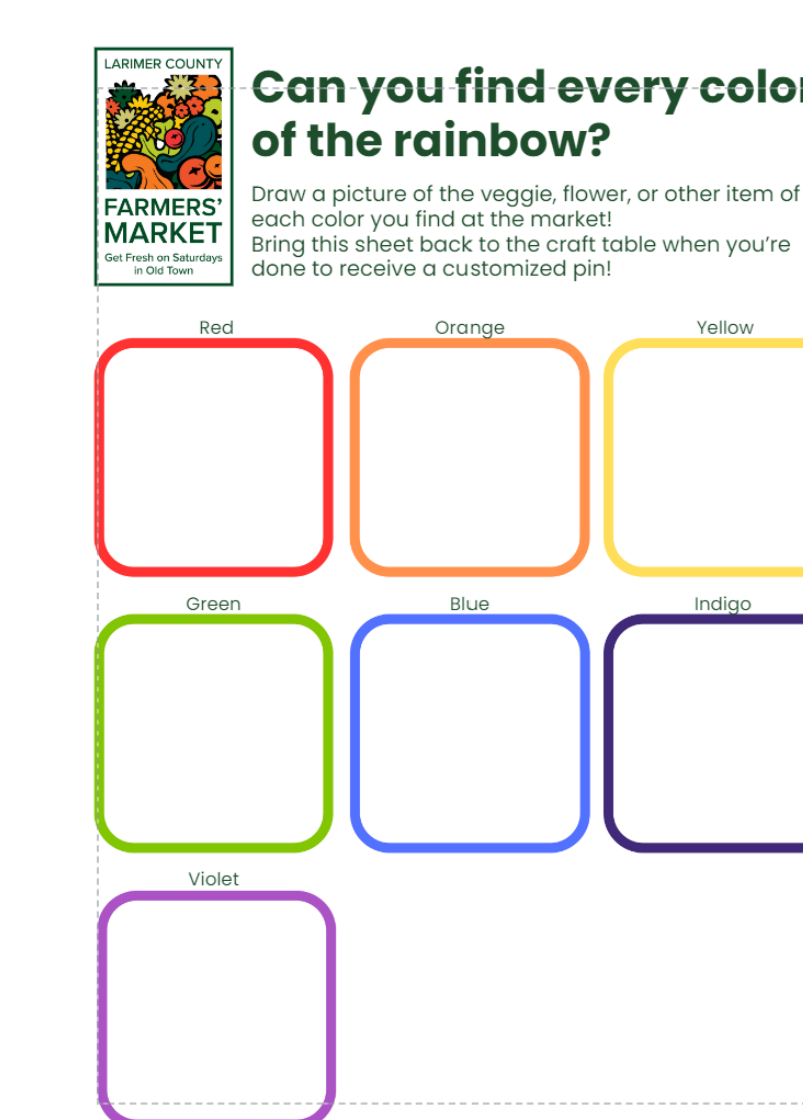 LARIMER COUNTY
FARMERS’
MARKET
Get Fresh on Saturdays
in Old Town
Can you find every color
of the rainbow?
Draw a picture of the veggie, flower, or other item of
each color you find at the market!
Bring this sheet back to the craft table when you’re
done to receive a customized pin!
Red
Orange
Yellow
Green
Blue
Indigo
Violet